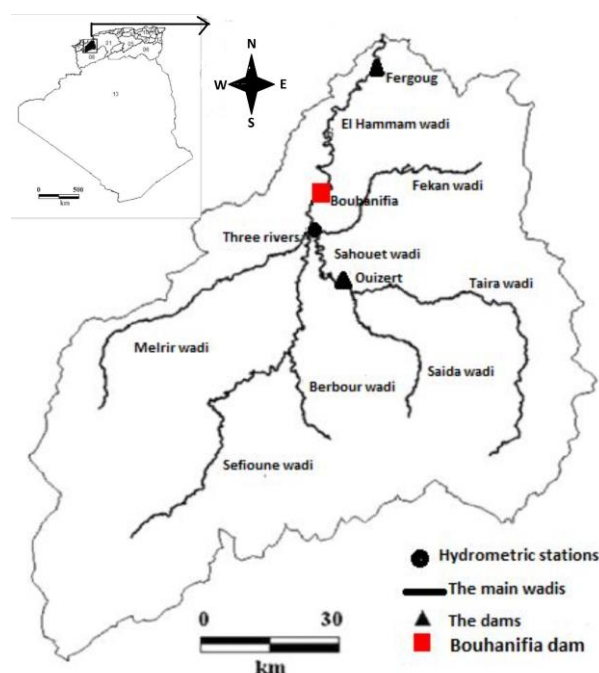 13
0 500
km
N
W E
S
Fergoug
El Hammam wadi
Fekan wadi
Bouhanifia
Three rivers
Sahouet wadi
Ouizert
Taira wadi
Melrir wadi
Saida wadi
Berbour wadi
Sefioune wadi
Hydrometric stations
The main wadis
The dams
Bouhanifia dam
0 30
km